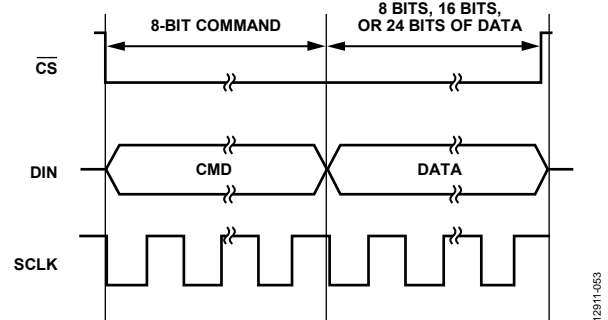 8-BIT COMMAND
8 BITS, 16 BITS,
OR 24 BITS OF DATA
CS
DIN
CMD
DATA
SCLK
12911-053